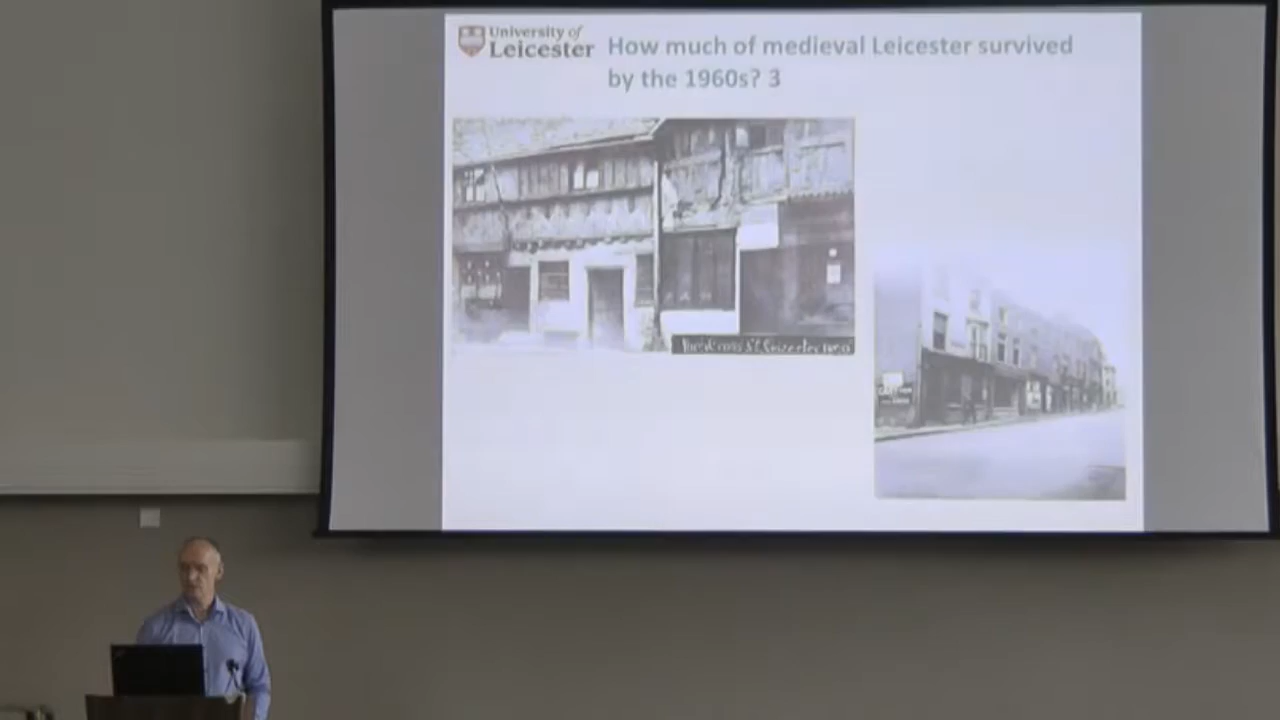 University of
Leicester
How much of medieval Leicester survived
by the 1960s? 3